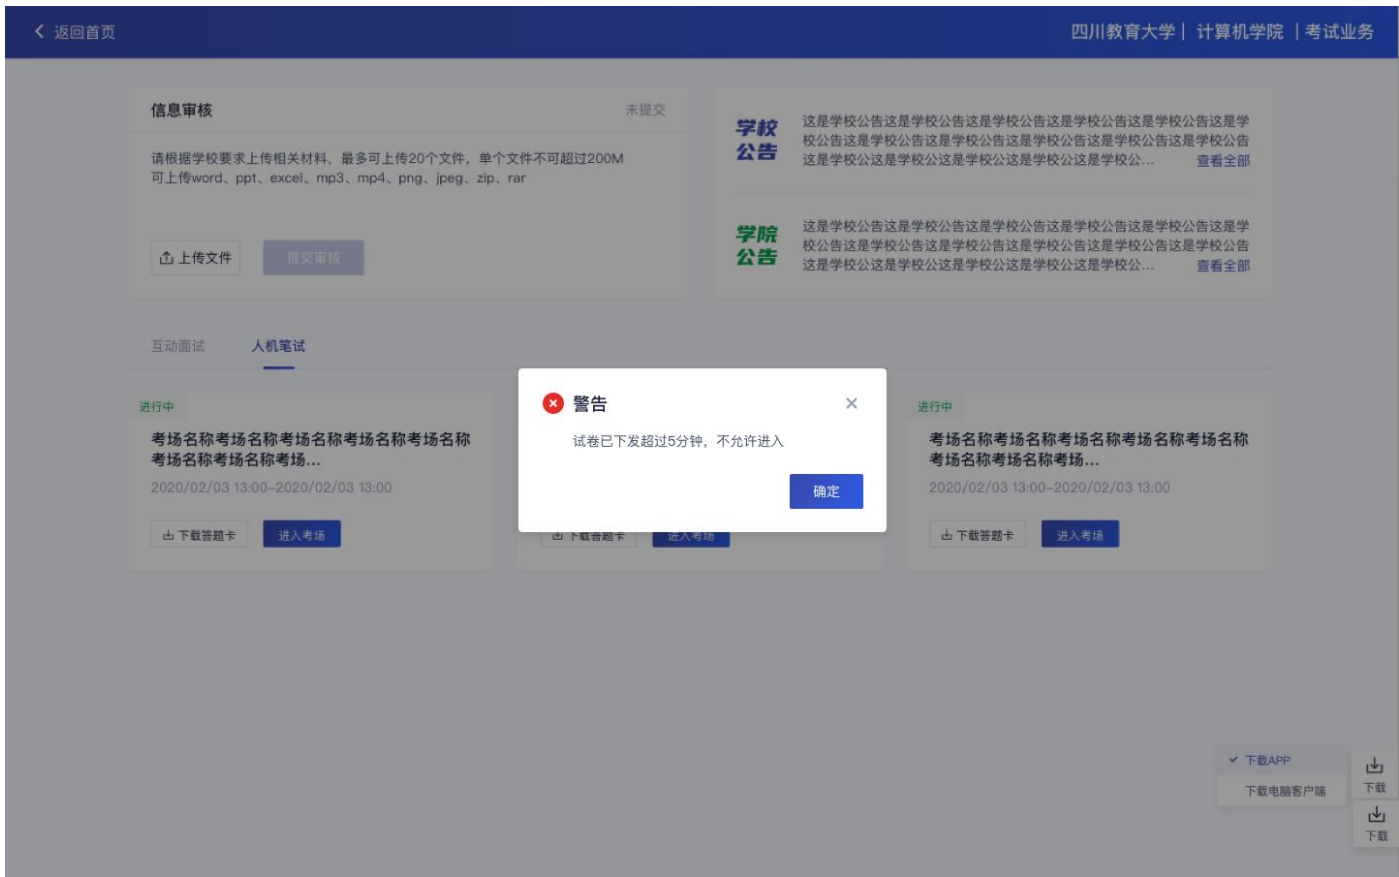 返回首页
四川教育大学| 计算机学院 |考试业务
信息审核
未提交
请根据学校要求上传相关材料，最多可上传20个文件，单个文件不可超过200M
可上传word、ppt、excel、mp3、mp4、png、jpeg、zip、rar
上传文件
提交审核
学校
公告
这是学校公告这是学校公告这是学校公告这是学校公告这是学校公告这是学
校公告这是学校公告这是学校公告这是学校公告这是学校公告这是学校公告
这是学校公这是学校公这是学校公这是学校公这是学校公... 查看全部
学院
公告
这是学校公告这是学校公告这是学校公告这是学校公告这是学校公告这是学
校公告这是学校公告这是学校公告这是学校公告这是学校公告这是学校公告
这是学校公这是学校公这是学校公这是学校公这是学校公... 查看全部
互动面试
人机笔试
进行中
考场名称考场名称考场名称考场名称考场名称
考场名称考场名称考场...
2020/02/03 13:00-2020/02/03 13:00
下载答题卡
进入考场
警告
试卷已下发超过5分钟，不允许进入
确定
下载答题卡
进入考场
进行中
考场名称考场名称考场名称考场名称考场名称
考场名称考场名称考场...
2020/02/03 13:00-2020/02/03 13:00
下载答题卡
进入考场
下载APP
下载电脑客户端
下载
下载